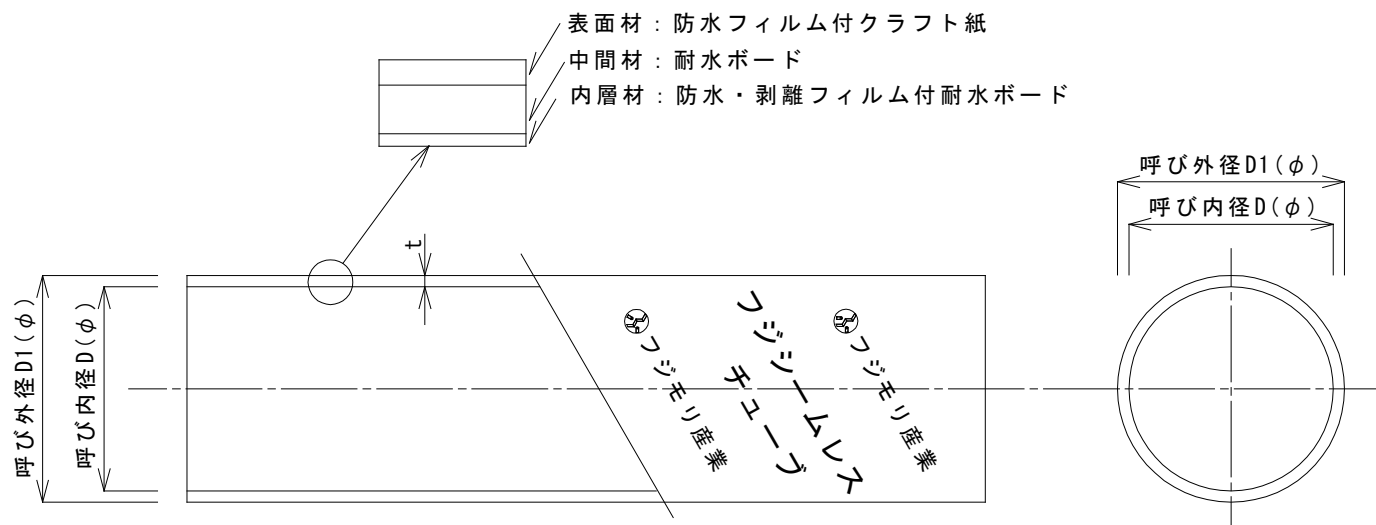 表面材：防水フィルム付クラフト紙
中間材：耐水ボード
内層材：防水・剥離フィルム付耐水ボード
呼び外径D1(φ)
呼び内径D(φ)
t
呼び外径D1(φ)
呼び内径D(φ)
フジモリ産業
フジシームレス
チューブ
フジモリ産業